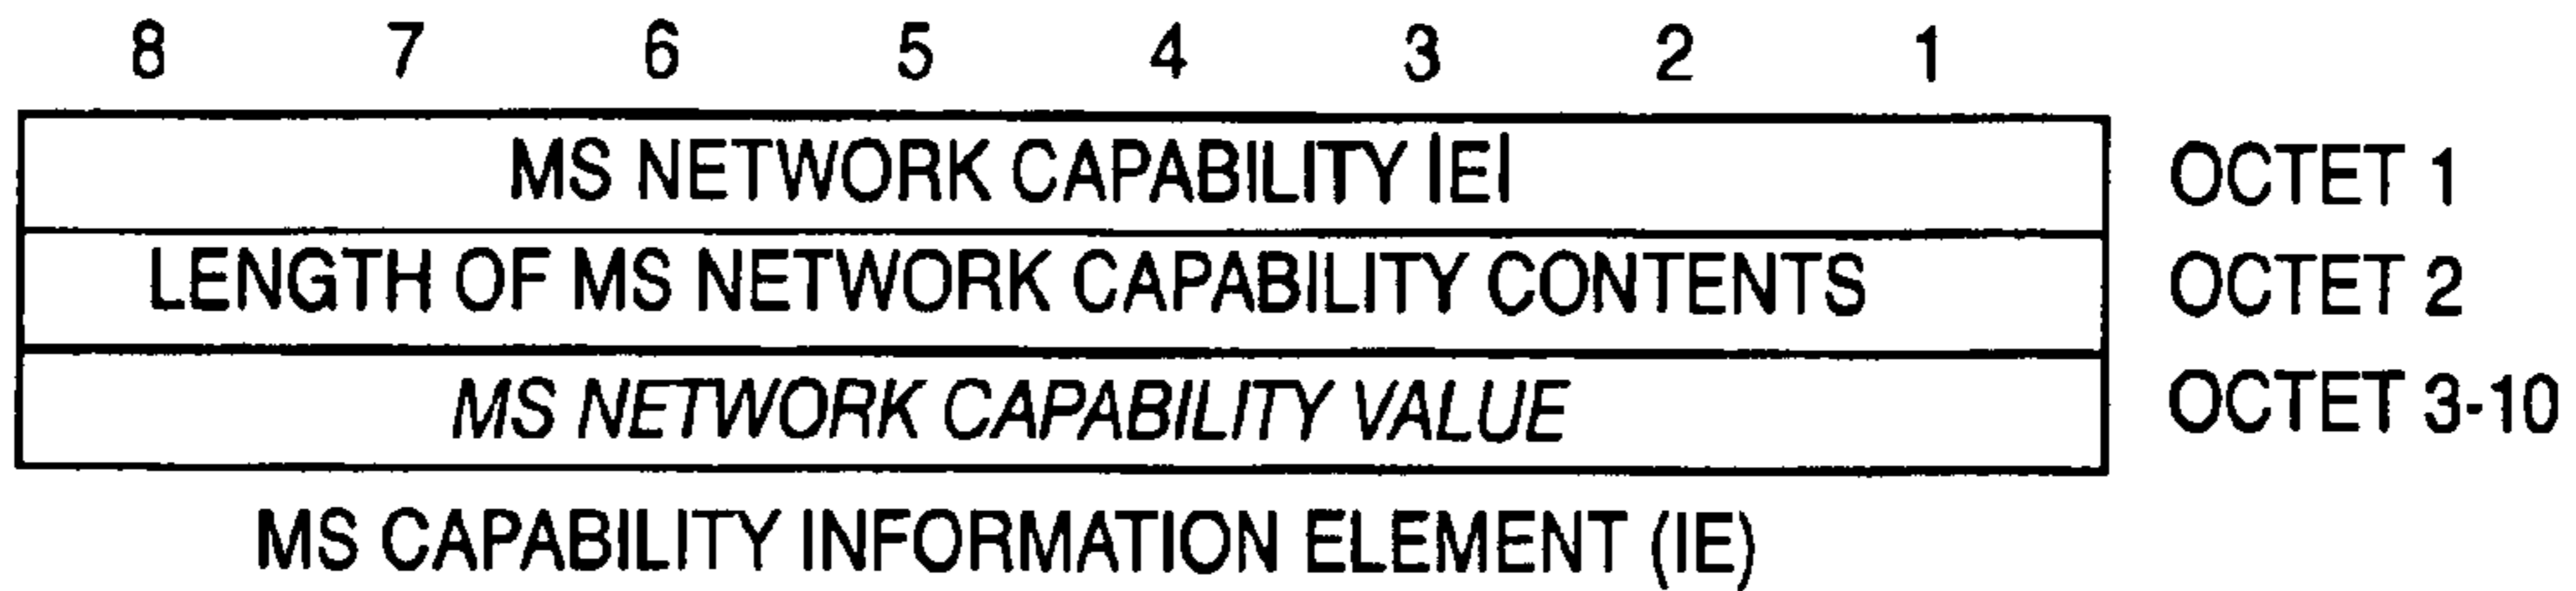 8 7 6 5 4 3 2 1
MS NETWORK CAPABILITY IEI OCTET 1
LENGTH OF MS NETWORK CAPABILITY CONTENTS OCTET 2
MS NETWORK CAPABILITY VALUE OCTET 3-10
MS CAPABILITY INFORMATION ELEMENT (IE)